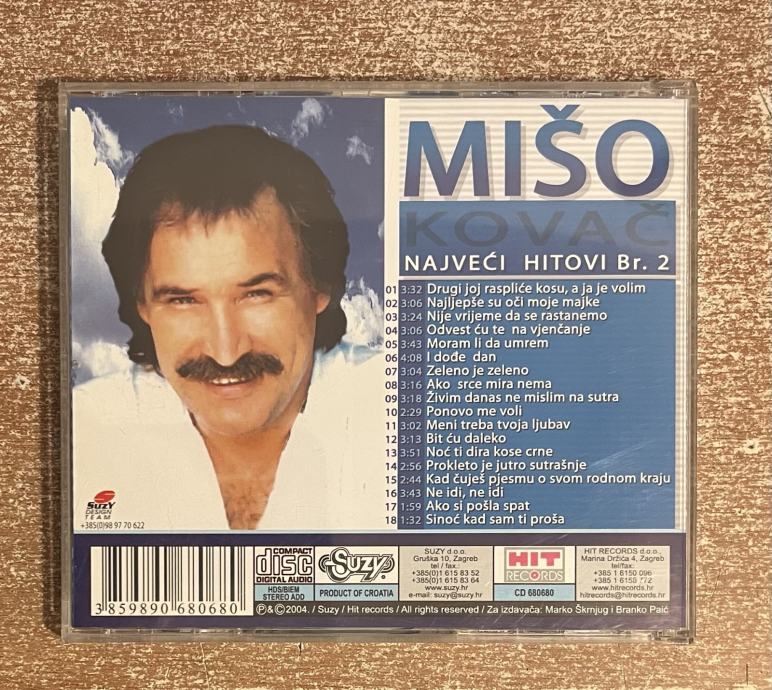 MIŠO
KOVAČ
NAJVEĆI HITOVI Br. 2
01 3:32 Drugi joj raspliće kosu, a ja je volim
02 3:06 Najljepše su oči moje majke
03 3:24 Nije vrijeme da se rastanemo
04 3:06 Odvest ću te na vjenčanje
05 3:43 Moram li da umrem
06 4:08 I dođe dan
07 3:04 Zeleno je zeleno
08 3:16 Ako srce mira nema
09 3:18 Živim danas ne mislim na sutra
10 2:29 Ponovo me voli
11 3:02 Meni treba tvoja ljubav
12 3:13 Bit ću daleko
13 3:51 Noć ti dira kose crne
14 2:56 Prokleto je jutro sutrašnje
15 2:44 Kad čuješ pjesmu o svom rodnom kraju
16 3:43 Ne idi, ne idi
17 1:59 Ako si pošla spat
18 1:32 Sinoć kad sam ti proša
SUZY
DESIGN
TEAM
+385(0)98 97 70 622
3 859890 680680
COMPACT
disc
DIGITAL AUDIO
HDS/BIEM
STEREO ADD
SUZY
PRODUCT OF CROATIA
SUZY d.o.o.
Gruška 10, Zagreb
tel / fax.:
+385(0)1 615 83 52
+385(0)1 615 83 64
www.suzy.hr
e-mail: suzy@suzy.hr
HIT
RECORDS
CD 680680
HIT RECORDS d.o.o.,
Marina Držića 4, Zagreb
tel/fax:
+385 1 6150 096
+385 1 6150
www.hitrecords.hr
hitrecords@hitrecords.hr
℗&©2004. / Suzy / Hit records / All rights reserved / Za izdavača: Marko Škrnjug i Branko Paić